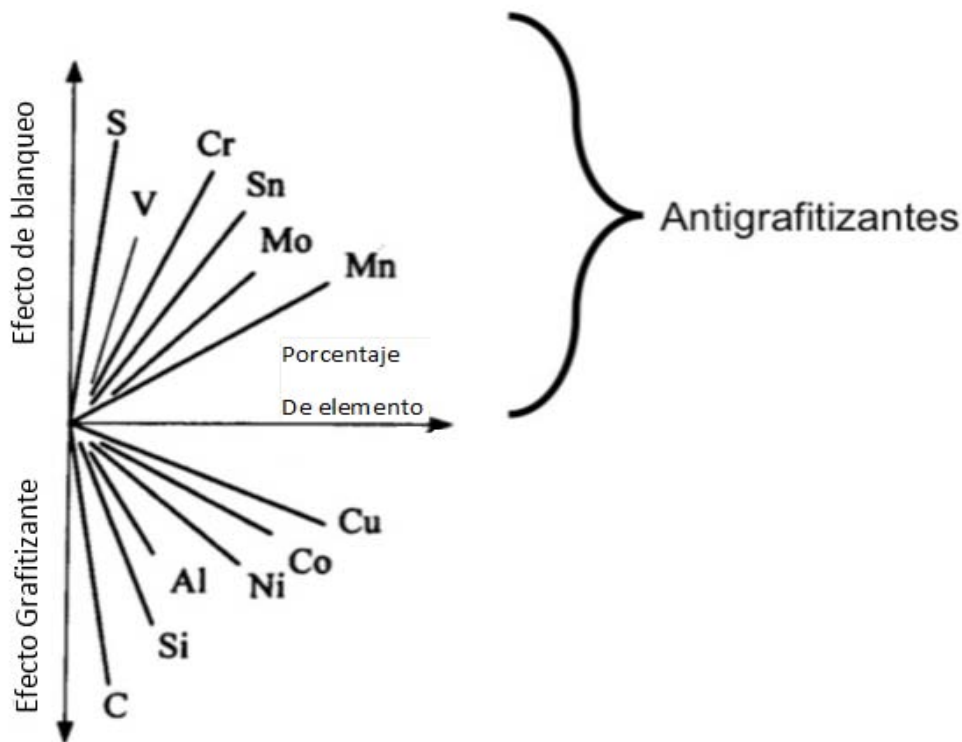 Efecto de blanqueo
S
Cr
V
Sn
Mo
Mn
Antigrafitizantes
Porcentaje
De elemento
Efecto Grafitizante
Cu
Co
Ni
Al
Si
C